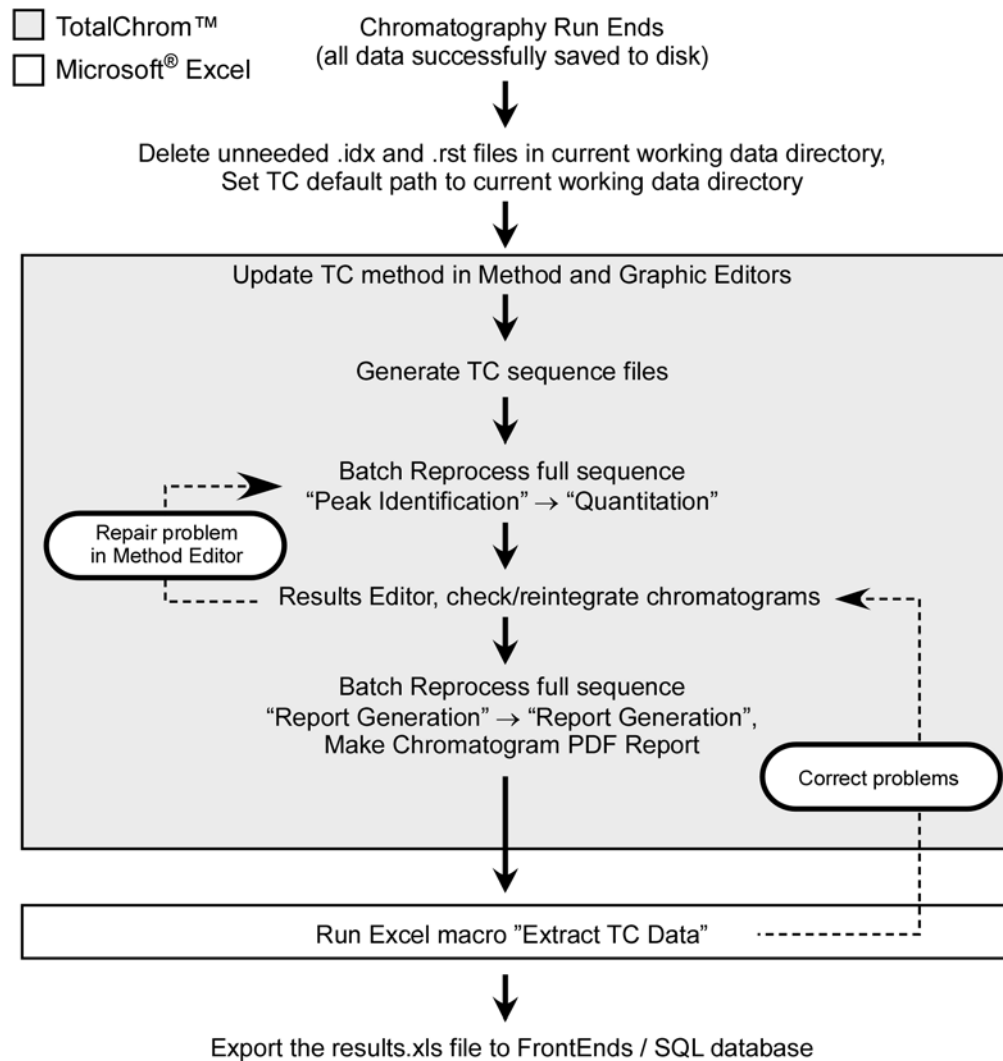 TotalChrom™
Microsoft® Excel
Chromatography Run Ends
(all data successfully saved to disk)
Delete unneeded .idx and .rst files in current working data directory,
Set TC default path to current working data directory
Update TC method in Method and Graphic Editors
Generate TC sequence files
Batch Reprocess full sequence
“Peak Identification” → “Quantitation”
Repair problem
in Method Editor
Results Editor, check/reintegrate chromatograms
Batch Reprocess full sequence
“Report Generation” → “Report Generation”,
Make Chromatogram PDF Report
Correct problems
Run Excel macro ”Extract TC Data”
Export the results.xls file to FrontEnds / SQL database